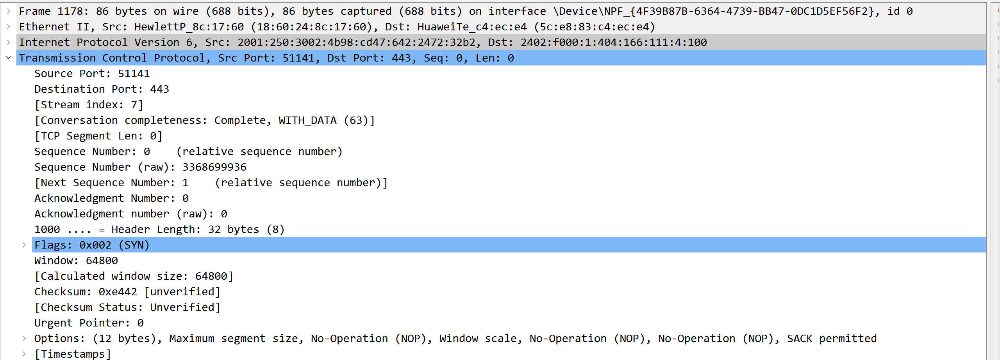 Frame 1178: 86 bytes on wire (688 bits), 86 bytes captured (688 bits) on interface \Device\NPF_{4F39B87B-6364-4739-BB47-0DC1D5EF56F2}, id 0
Ethernet II, Src: HewlettP_8c:17:60 (18:60:24:8c:17:60), Dst: HuaweiTe_c4:ec:e4 (5c:e8:83:c4:ec:e4)
Internet Protocol Version 6, Src: 2001:250:3002:4b98:cd47:642:2472:32b2, Dst: 2402:f000:1:404:166:111:4:100
Transmission Control Protocol, Src Port: 51141, Dst Port: 443, Seq: 0, Len: 0
Source Port: 51141
Destination Port: 443
[Stream index: 7]
[Conversation completeness: Complete, WITH_DATA (63)]
[TCP Segment Len: 0]
Sequence Number: 0    (relative sequence number)
Sequence Number (raw): 3368699936
[Next Sequence Number: 1    (relative sequence number)]
Acknowledgment Number: 0
Acknowledgment number (raw): 0
1000 .... = Header Length: 32 bytes (8)
Flags: 0x002 (SYN)
Window: 64800
[Calculated window size: 64800]
Checksum: 0xe442 [unverified]
[Checksum Status: Unverified]
Urgent Pointer: 0
Options: (12 bytes), Maximum segment size, No-Operation (NOP), Window scale, No-Operation (NOP), No-Operation (NOP), SACK permitted
[Timestamps]